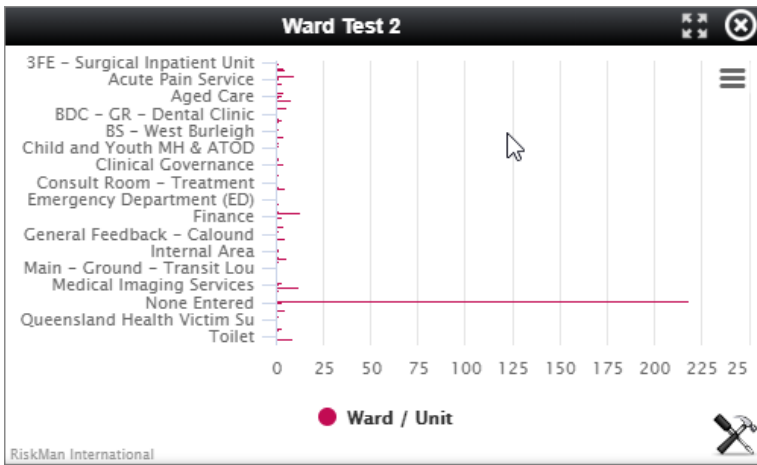 Ward Test 2
3FE - Surgical Inpatient Unit
Acute Pain Service
Aged Care
BDC - GR - Dental Clinic
BS - West Burleigh
Child and Youth MH & ATOD
Clinical Governance
Consult Room - Treatment
Emergency Department (ED)
Finance
General Feedback - Calound
Internal Area
Main - Ground - Transit Lou
Medical Imaging Services
None Entered
Queensland Health Victim Su
Toilet
0 25 50 75 100 125 150 175 200 225 25
Ward / Unit
RiskMan International